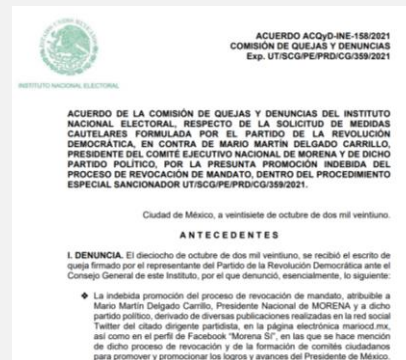 ACUERDO ACQyD-INE-158/2021
COMISIÓN DE QUEJAS Y DENUNCIAS
Exp. UT/SCG/PE/PRD/CG/359/2021
INSTITUTO NACIONAL ELECTORAL
ACUERDO DE LA COMISIÓN DE QUEJAS Y DENUNCIAS DEL INSTITUTO
NACIONAL ELECTORAL, RESPECTO DE LA SOLICITUD DE MEDIDAS
CAUTELARES FORMULADA POR EL PARTIDO DE LA REVOLUCIÓN
DEMOCRÁTICA, EN CONTRA DE MARIO MARTÍN DELGADO CARRILLO,
PRESIDENTE DEL COMITÉ EJECUTIVO NACIONAL DE MORENA Y DE DICHO
PARTIDO POLÍTICO, POR LA PRESUNTA PROMOCIÓN INDEBIDA DEL
PROCESO DE REVOCACIÓN DE MANDATO, DENTRO DEL PROCEDIMIENTO
ESPECIAL SANCIONADOR UT/SCG/PE/PRD/CG/359/2021.
Ciudad de México, a veintisiete de octubre de dos mil veintiuno.
A N T E C E D E N T E S
I. DENUNCIA. El dieciocho de octubre de dos mil veintiuno, se recibió el escrito de
queja firmado por el representante del Partido de la Revolución Democrática ante el
Consejo General de este Instituto, por el que denunció, esencialmente, lo siguiente:
❖ La indebida promoción del proceso de revocación de mandato, atribuible a
Mario Martín Delgado Carrillo, Presidente Nacional de MORENA y a dicho
partido político, derivado de diversas publicaciones realizadas en la red social
Twitter del citado dirigente partidista, en la página electrónica mariocd.mx,
así como en el perfil de Facebook "Morena Sí", en las que se hace mención
de dicho proceso de revocación y de la formación de comités ciudadanos
para promover y promocionar los logros y avances del Presidente de México.